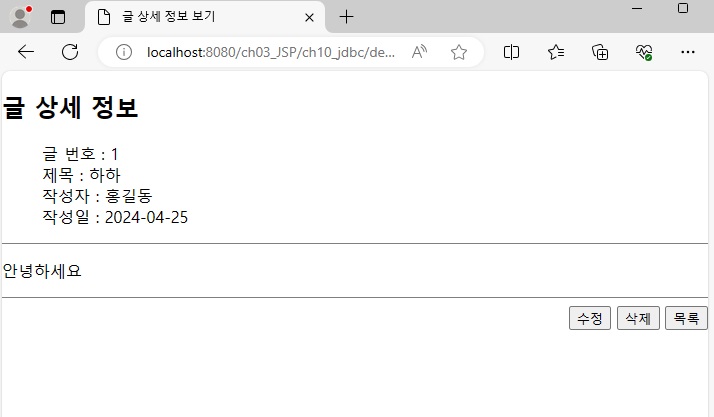 글 상세 정보 보기
localhost:8080/ch03_JSP/ch10_jdbc/de...
글 상세 정보
글 번호 : 1
제목 : 하하
작성자 : 홍길동
작성일 : 2024-04-25
안녕하세요
수정 삭제 목록